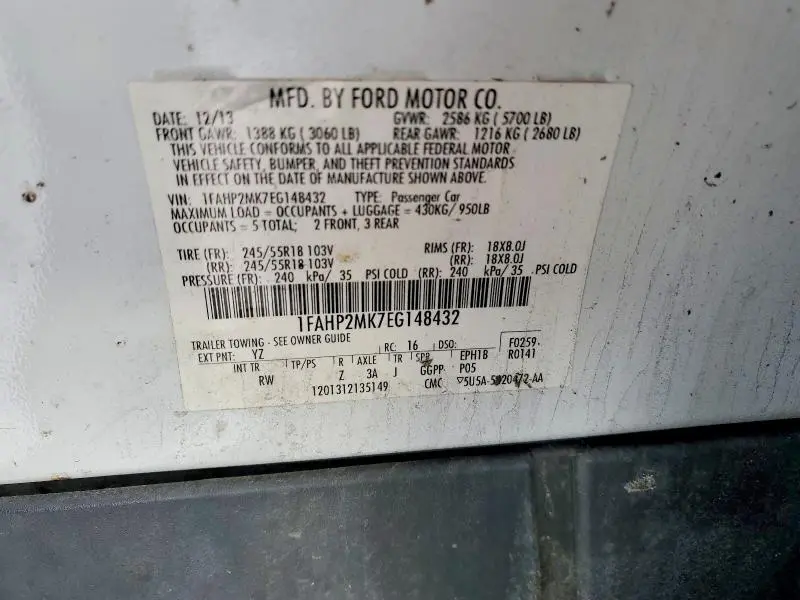 MFD. BY FORD MOTOR CO.
DATE: 12/13 GVWR: 2586 KG ( 5700 LB)
FRONT GAWR: 1388 KG ( 3060 LB) REAR GAWR: 1216 KG ( 2680 LB)
THIS VEHICLE CONFORMS TO ALL APPLICABLE FEDERAL MOTOR
VEHICLE SAFETY, BUMPER, AND THEFT PREVENTION STANDARDS
IN EFFECT ON THE DATE OF MANUFACTURE SHOWN ABOVE.
VIN: 1FAHP2MK7EG148432 TYPE: Passenger Car
MAXIMUM LOAD = OCCUPANTS + LUGGAGE = 430KG/ 950LB
OCCUPANTS = 5 TOTAL; 2 FRONT, 3 REAR
TIRE (FR): 245/55R18 103V RIMS (FR): 18X8.0J
(RR): 245/55R18 103V (RR): 18X8.0J
PRESSURE (FR): 240 kPa/ 35 PSI COLD (RR): 240 kPa/ 35 PSI COLD
1FAHP2MK7EG148432
TRAILER TOWING - SEE OWNER GUIDE
EXT PNT: YZ RC: 16 DSO: F0259
INT TR TP/PS R AXLE TR SPR EPH1B R0141
RW Z 3A J GGPP P05
1201312135149 CMC